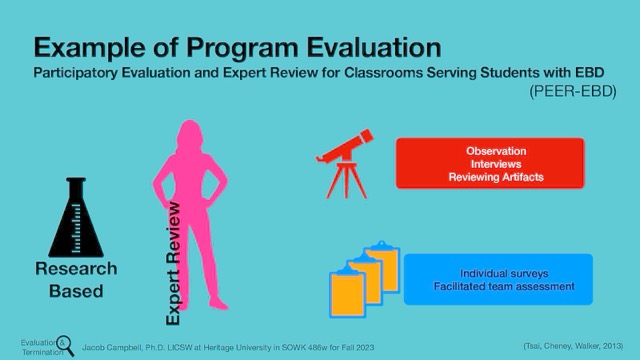 Example of Program Evaluation
Participatory Evaluation and Expert Review for Classrooms Serving Students with EBD
(PEER-EBD)
Observation
Interviews
Reviewing Artifacts
Research
Based
Expert Review
Individual surveys
Facilitated team assessment
Evaluation &
Termination
Jacob Campbell, Ph.D. LICSW at Heritage University in SOWK 486w for Fall 2023
(Tsai, Cheney, Walker, 2013)